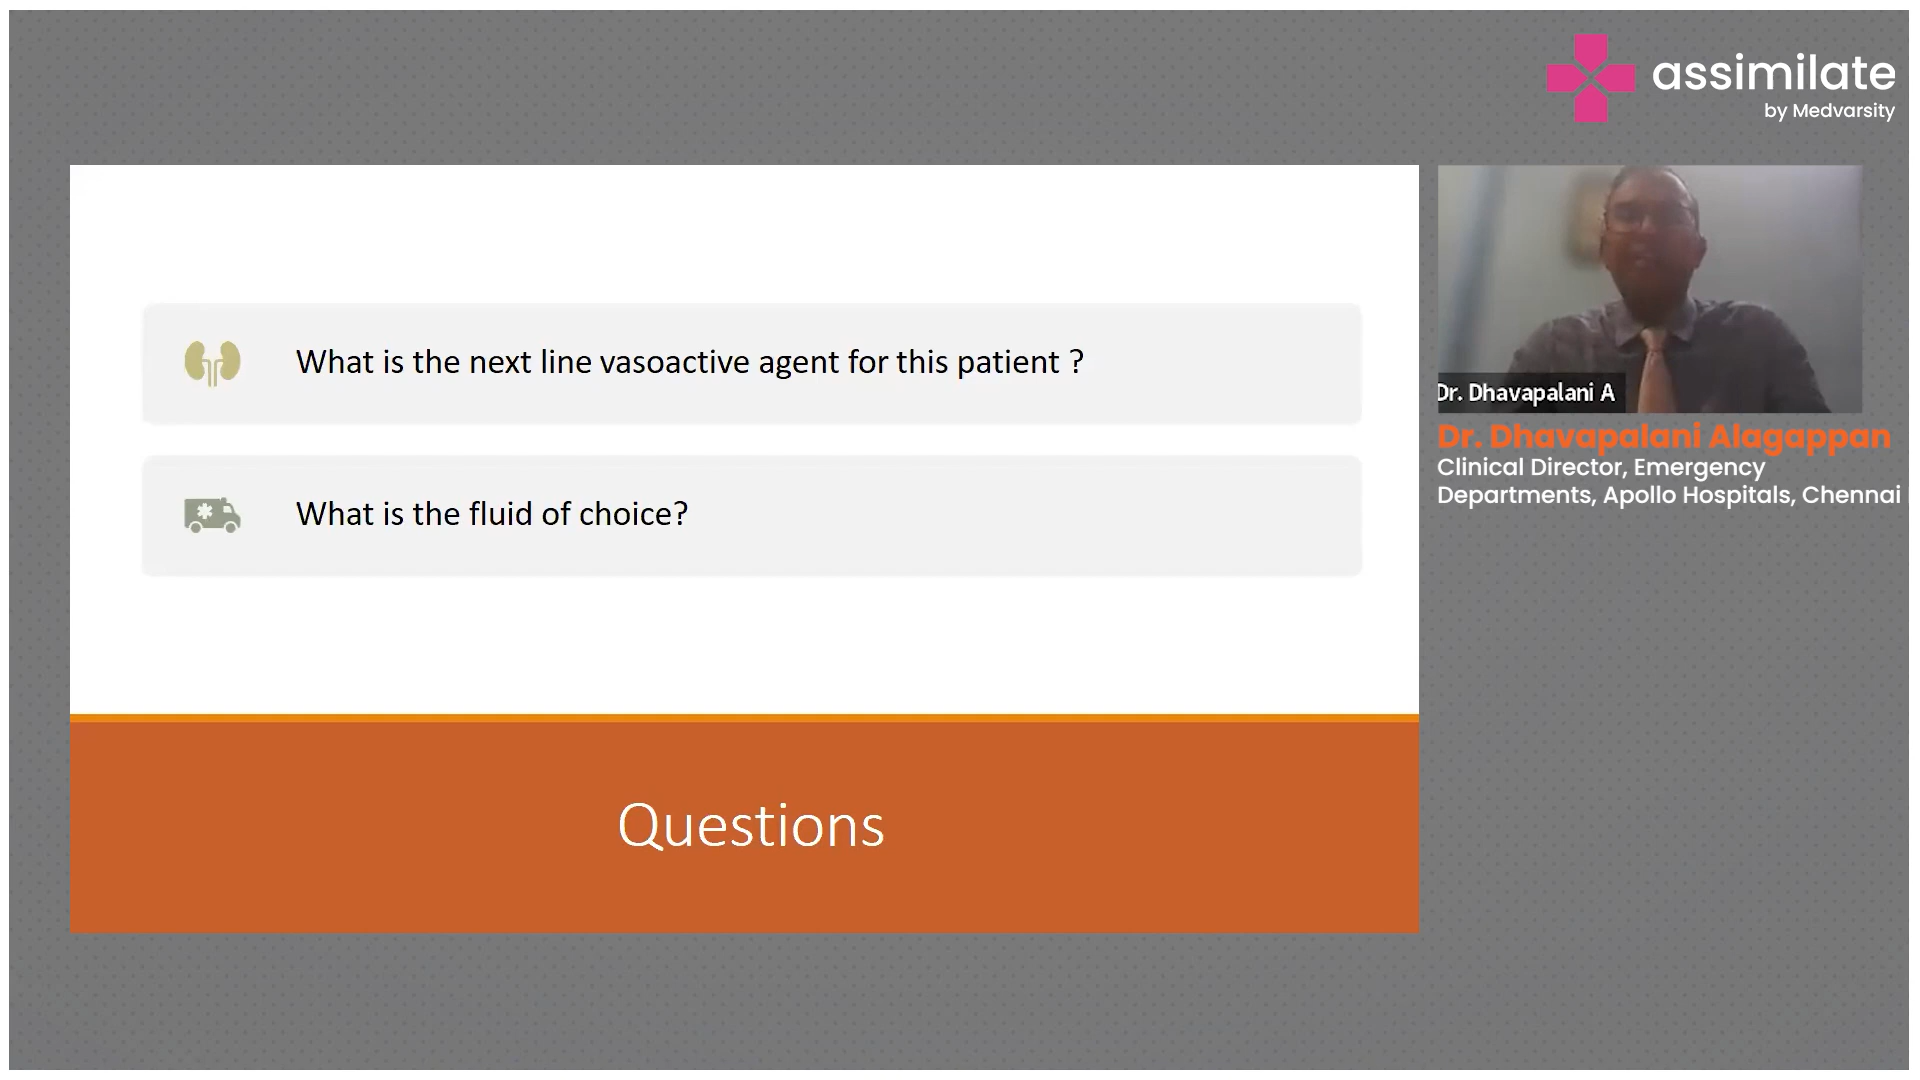 assimilate
by Medvarsity
What is the next line vasoactive agent for this patient ?
What is the fluid of choice?
Questions
Dr. Dhavapalani A
Dr. Dhavapalani Alagappan
Clinical Director, Emergency
Departments, Apollo Hospitals, Chennai